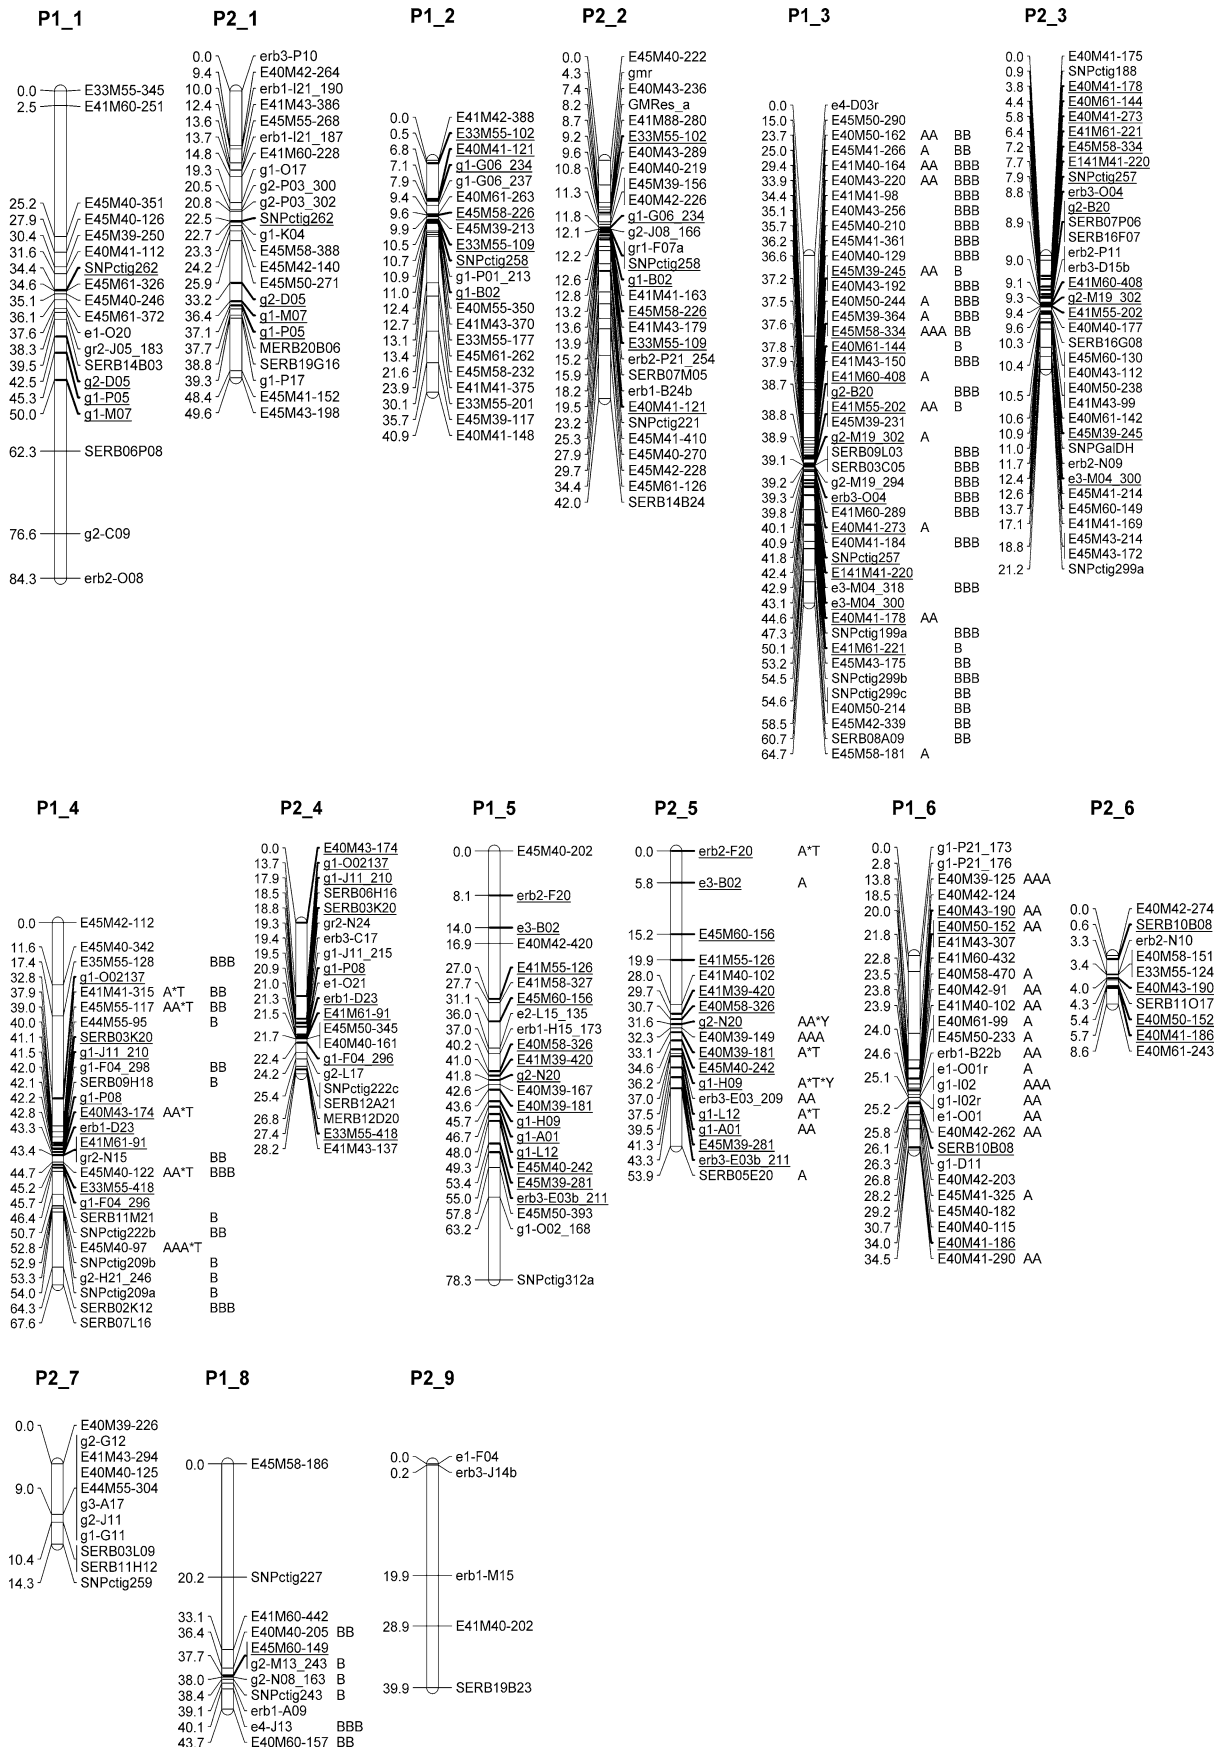 P1_1
0.0 E33M55-345
2.5 E41M60-251
25.2 E45M40-351
27.9 E45M40-126
30.4 E45M39-250
31.6 E40M41-112
34.4 SNPctig262
34.6 E45M61-326
35.1 E45M40-246
36.1 E45M61-372
37.6 e1-O20
38.3 gr2-J05_183
39.5 SERB14B03
42.5 g2-D05
45.3 g1-P05
50.0 g1-M07
62.3 SERB06P08
76.6 g2-C09
84.3 erb2-O08
P2_1
0.0 erb3-P10
9.4 E40M42-264
10.0 erb1-I21_190
12.4 E41M43-386
13.6 E45M55-268
13.7 erb1-I21_187
14.8 E41M60-228
19.3 g1-O17
20.5 g2-P03_300
20.8 g2-P03_302
22.5 SNPctig262
22.7 g1-K04
23.3 E45M58-388
24.2 E45M42-140
25.9 E45M50-271
33.2 g2-D05
36.4 g1-M07
37.1 g1-P05
37.7 MERB20B06
38.8 SERB19G16
39.3 g1-P17
48.4 E45M41-152
49.6 E45M43-198
P1_2
0.0 E41M42-388
0.5 E33M55-102
6.8 E40M41-121
7.1 g1-G06_234
7.9 g1-G06_237
9.4 E40M61-263
9.6 E45M58-226
9.9 E45M39-213
10.5 E33M55-109
10.7 SNPctig258
10.9 g1-P01_213
11.0 g1-B02
12.4 E40M55-350
12.7 E41M43-370
13.1 E33M55-177
13.4 E45M61-262
21.6 E45M58-232
23.9 E41M41-375
30.1 E33M55-201
35.7 E45M39-117
40.9 E40M41-148
P2_2
0.0 E45M40-222
4.3 gmr
7.4 E40M43-236
8.2 GMRes_a
8.7 E41M88-280
9.2 E33M55-102
9.6 E40M43-289
10.8 E40M40-219
11.3 E45M39-156
E40M42-226
11.8 g1-G06_234
12.1 g2-J08_166
gr1-F07a
12.2 SNPctig258
12.6 g1-B02
12.8 E41M41-163
13.2 E45M58-226
13.6 E41M43-179
13.9 E33M55-109
15.2 erb2-P21_254
15.9 SERB07M05
18.2 erb1-B24b
19.5 E40M41-121
23.2 SNPctig221
25.3 E45M41-410
27.9 E45M40-270
29.7 E45M42-228
34.4 E45M61-126
42.0 SERB14B24
P1_3
0.0 e4-D03r
15.0 E45M50-290
23.7 E40M50-162 AA BB
25.0 E45M41-266 A BB
29.4 E41M40-164 AA BBB
33.9 E40M43-220 AA BBB
34.4 E41M41-98 BBB
35.1 E40M43-256 BBB
35.7 E45M40-210 BBB
36.2 E45M41-361 BBB
36.6 E40M40-129 BBB
37.2 E45M39-245 AA B
E40M43-192 BBB
37.5 E40M50-244 A BBB
37.6 E45M39-364 A BBB
E45M58-334 AAA BB
37.8 E40M61-144 B
37.9 E41M43-150 BBB
38.7 E41M60-408 A
g2-B20 BBB
38.8 E41M55-202 AA B
E45M39-231
38.9 g2-M19_302 A
39.1 SERB09L03 BBB
SERB03C05 BBB
39.2 g2-M19_294 BBB
39.3 erb3-O04 BBB
39.8 E41M60-289 BBB
40.1 E40M41-273 A
40.9 E40M41-184 BBB
41.8 SNPctig257
42.4 E141M41-220
42.9 e3-M04_318 BBB
43.1 e3-M04_300
44.6 E40M41-178 AA
47.3 SNPctig199a BBB
50.1 E41M61-221 B
53.2 E45M43-175 BB
54.5 SNPctig299b BBB
54.6 SNPctig299c BB
E40M50-214 BB
58.5 E45M42-339 BB
60.7 SERB08A09 BB
64.7 E45M58-181 A
P2_3
0.0 E40M41-175
0.9 SNPctig188
3.8 E40M41-178
4.4 E40M61-144
5.8 E40M41-273
6.4 E41M61-221
7.2 E45M58-334
7.7 E141M41-220
7.9 SNPctig257
8.8 erb3-O04
8.9 g2-B20
SERB07P06
SERB16F07
9.0 erb2-P11
erb3-D15b
9.1 E41M60-408
9.3 g2-M19_302
9.4 E41M55-202
9.6 E40M40-177
10.3 SERB16G08
10.4 E45M60-130
E40M43-112
10.5 E40M50-238
E41M43-99
10.6 E40M61-142
10.9 E45M39-245
11.0 SNPGalDH
11.7 erb2-N09
12.4 e3-M04_300
12.6 E45M41-214
13.7 E45M60-149
17.1 E41M41-169
18.8 E45M43-214
E45M43-172
21.2 SNPctig299a
P1_4
0.0 E45M42-112
11.6 E45M40-342
17.4 E35M55-128 BBB
32.8 g1-O02137
37.9 E41M41-315 A*T BB
39.0 E45M55-117 AA*T BB
40.0 E44M55-95 B
41.1 SERB03K20
41.5 g1-J11_210
42.0 g1-F04_298 BB
42.1 SERB09H18 B
42.2 g1-P08
42.8 E40M43-174 AA*T
43.3 erb1-D23
43.4 E41M61-91
gr2-N15 BB
44.7 E45M40-122 AA*T BBB
45.2 E33M55-418
45.7 g1-F04_296
46.4 SERB11M21 B
50.7 SNPctig222b BB
52.8 E45M40-97 AAA*T
52.9 SNPctig209b B
53.3 g2-H21_246 B
54.0 SNPctig209a B
64.3 SERB02K12 BBB
67.6 SERB07L16
P2_4
0.0 E40M43-174
13.7 g1-O02137
17.9 g1-J11_210
18.5 SERB06H16
18.8 SERB03K20
19.3 gr2-N24
19.4 erb3-C17
19.5 g1-J11_215
20.9 g1-P08
21.0 e1-O21
21.3 erb1-D23
21.5 E41M61-91
21.7 E45M50-345
E40M40-161
22.4 g1-F04_296
24.2 g2-L17
25.4 SNPctig222c
SERB12A21
26.8 MERB12D20
27.4 E33M55-418
28.2 E41M43-137
P1_5
0.0 E45M40-202
8.1 erb2-F20
14.0 e3-B02
16.9 E40M42-420
27.0 E41M55-126
27.7 E41M58-327
31.1 E45M60-156
36.0 e2-L15_135
37.0 erb1-H15_173
40.2 E40M58-326
41.0 E41M39-420
41.8 g2-N20
42.6 E40M39-167
43.6 E40M39-181
45.7 g1-H09
46.7 g1-A01
48.0 g1-L12
49.3 E45M40-242
53.4 E45M39-281
55.0 erb3-E03b_211
57.8 E45M50-393
63.2 g1-O02_168
78.3 SNPctig312a
P2_5
0.0 erb2-F20 A*T
5.8 e3-B02 A
15.2 E45M60-156
19.9 E41M55-126
28.0 E41M40-102
29.7 E41M39-420
30.7 E40M58-326
31.6 g2-N20 AA*Y
32.3 E40M39-149 AAA
33.1 E40M39-181 A*T
34.6 E45M40-242
36.2 g1-H09 A*T*Y
37.0 erb3-E03_209 AA
37.5 g1-L12 A*T
39.5 g1-A01 AA
41.3 E45M39-281
43.3 erb3-E03b_211
53.9 SERB05E20 A
P1_6
0.0 g1-P21_173
2.8 g1-P21_176
13.8 E40M39-125 AAA
18.5 E40M42-124
20.0 E40M43-190 AA
21.8 E40M50-152 AA
E41M43-307
22.8 E41M60-432
23.5 E40M58-470 A
23.8 E40M42-91 AA
23.9 E41M40-102 AA
24.0 E40M61-99 A
E45M50-233 A
24.6 erb1-B22b AA
25.1 e1-O01r A
g1-I02 AAA
25.2 g1-I02r AA
e1-O01 AA
25.8 E40M42-262 AA
26.1 SERB10B08
26.3 g1-D11
26.8 E40M42-203
28.2 E45M41-325 A
29.2 E45M40-182
30.7 E40M40-115
34.0 E40M41-186
34.5 E40M41-290 AA
P2_6
0.0 E40M42-274
0.6 SERB10B08
3.3 erb2-N10
3.4 E40M58-151
E33M55-124
4.0 E40M43-190
4.3 SERB11O17
5.4 E40M50-152
5.7 E40M41-186
8.6 E40M61-243
P2_7
0.0 E40M39-226
g2-G12
E41M43-294
E40M40-125
9.0 E44M55-304
g3-A17
g2-J11
g1-G11
10.4 SERB03L09
SERB11H12
14.3 SNPctig259
P1_8
0.0 E45M58-186
20.2 SNPctig227
33.1 E41M60-442
36.4 E40M40-205 BB
37.7 E45M60-149
g2-M13_243 B
38.0 g2-N08_163 B
38.4 SNPctig243 B
39.1 erb1-A09
40.1 e4-J13 BBB
43.7 E40M60-157 BB
P2_9
0.0 e1-F04
0.2 erb3-J14b
19.9 erb1-M15
28.9 E41M40-202
39.9 SERB19B23